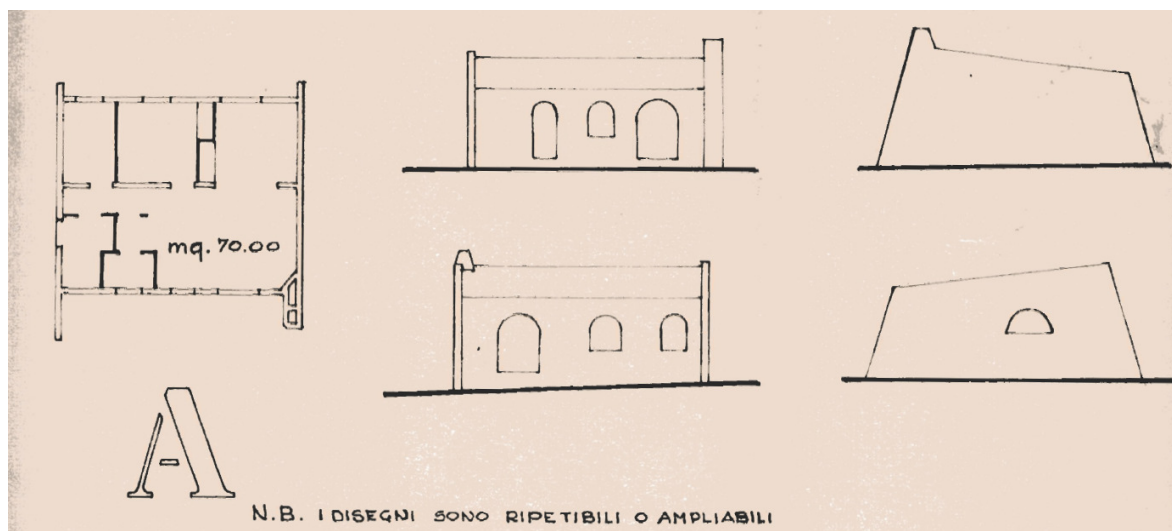 mq. 70.00
A
N.B. I DISEGNI SONO RIPETIBILI O AMPLIABILI